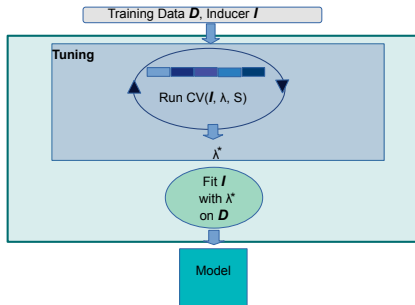 Training Data D, Inducer I
Tuning
Run CV(I, λ, S)
λ*
Fit I
with λ*
on D
Model